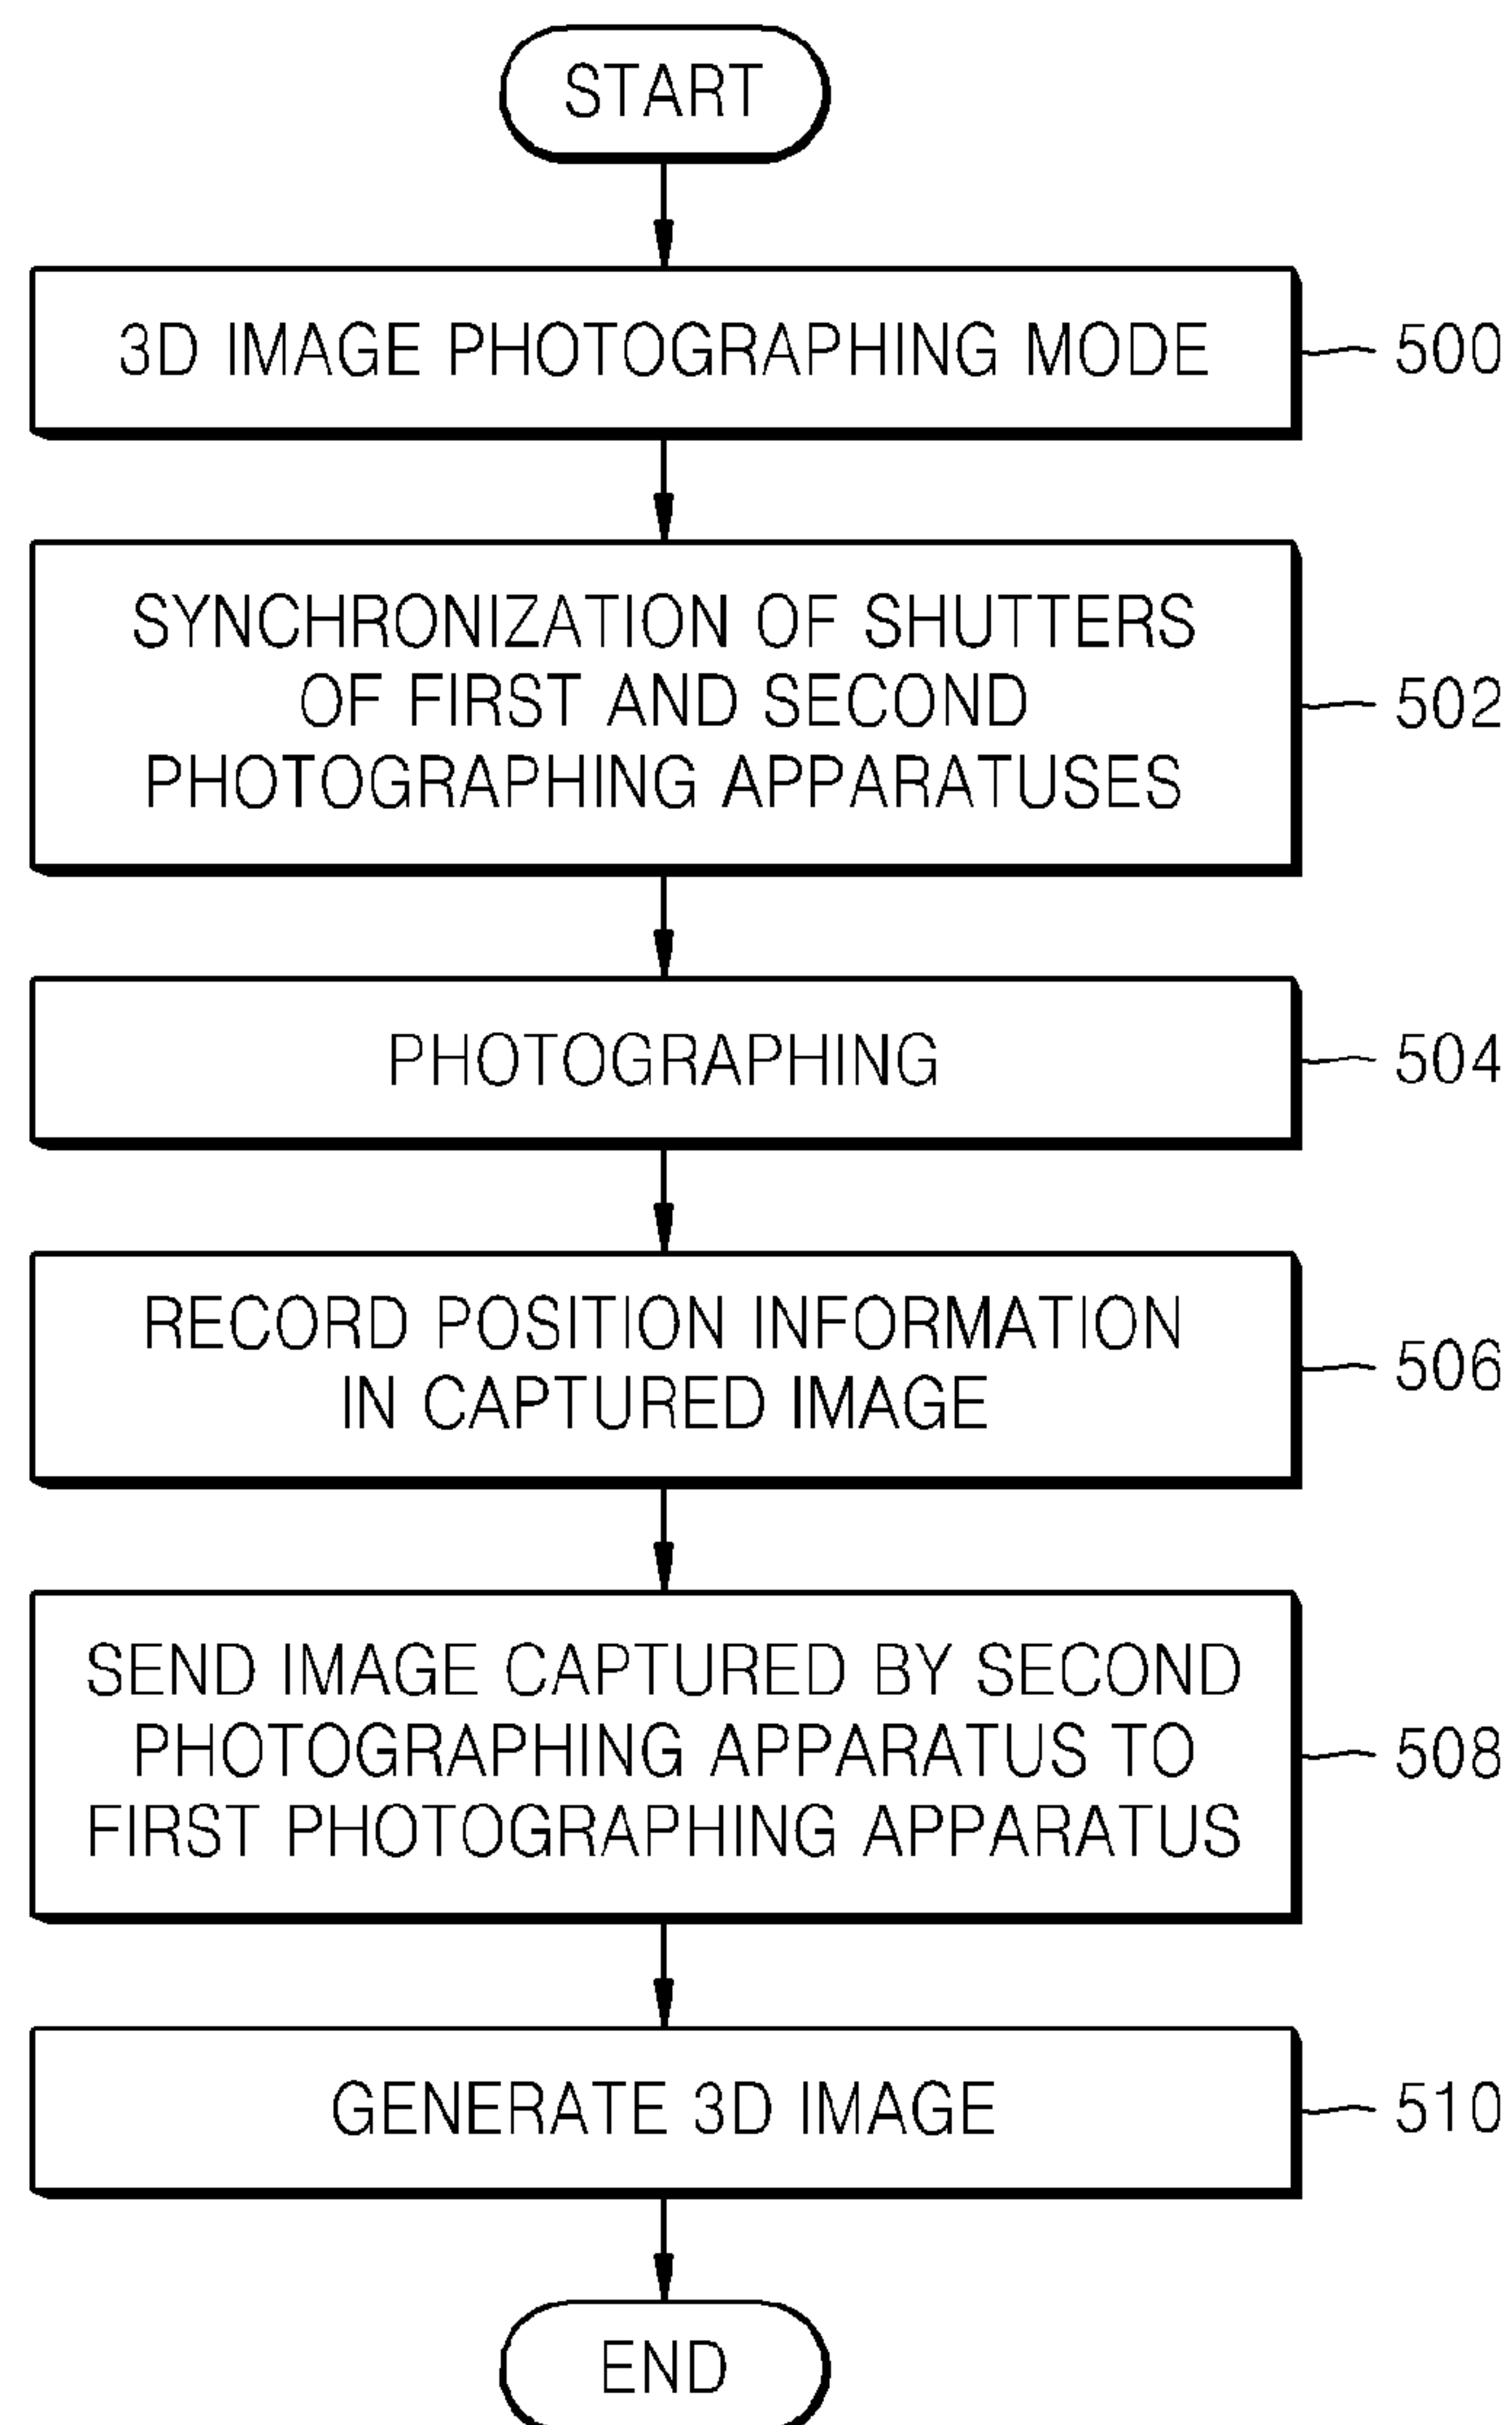 START
3D IMAGE PHOTOGRAPHING MODE
500
SYNCHRONIZATION OF SHUTTERS
OF FIRST AND SECOND
PHOTOGRAPHING APPARATUSES
502
PHOTOGRAPHING
504
RECORD POSITION INFORMATION
IN CAPTURED IMAGE
506
SEND IMAGE CAPTURED BY SECOND
PHOTOGRAPHING APPARATUS TO
FIRST PHOTOGRAPHING APPARATUS
508
GENERATE 3D IMAGE
510
END